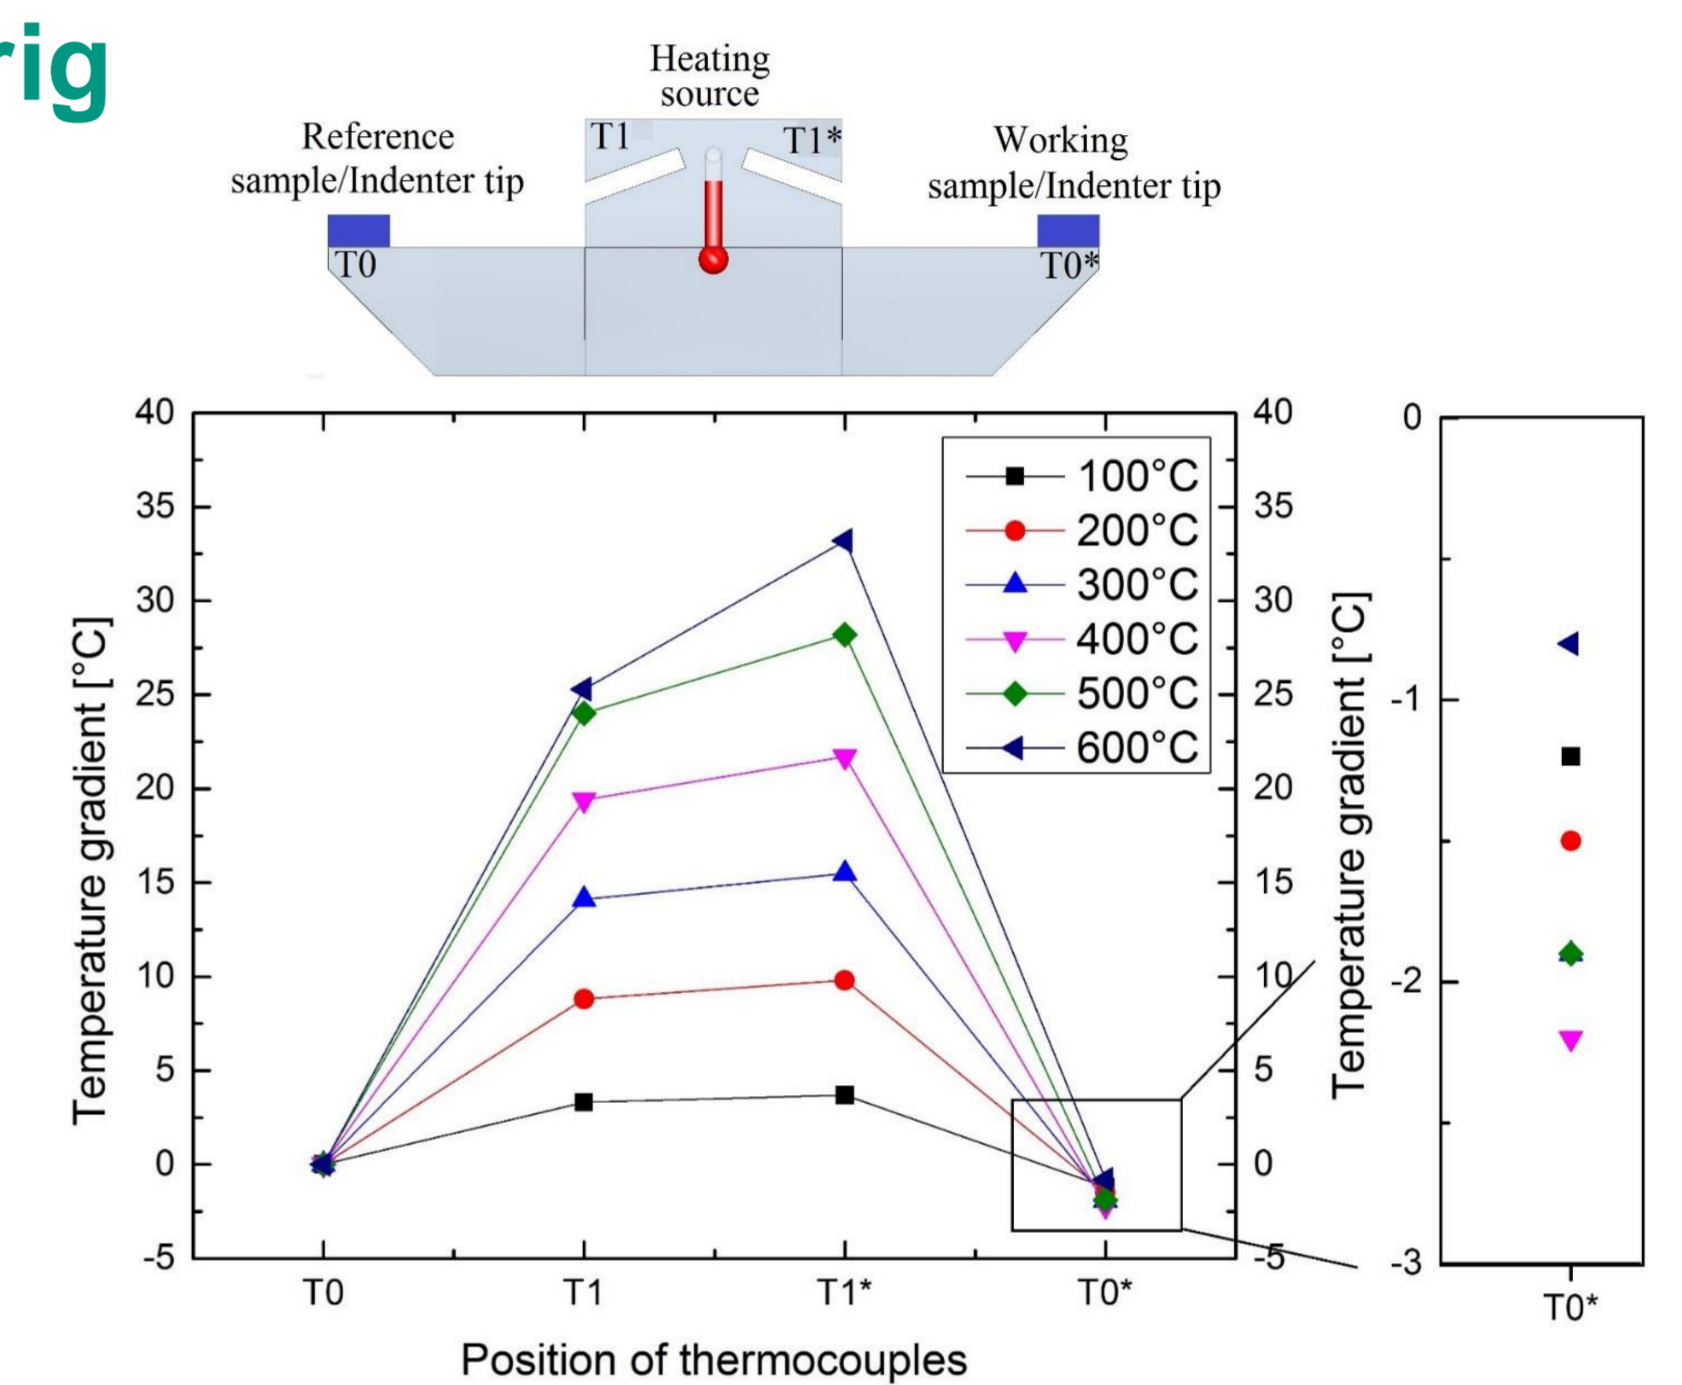 rig
Heating
source
Reference
sample/Indenter tip
T1
T1*
Working
sample/Indenter tip
T0
T0*
40
35
30
25
20
15
10
5
0
-5
Temperature gradient [°C]
100°C
200°C
300°C
400°C
500°C
600°C
40
35
30
25
20
15
10
5
0
-5
T0
T1
T1*
T0*
Position of thermocouples
Temperature gradient [°C]
0
-1
-2
-3
T0*